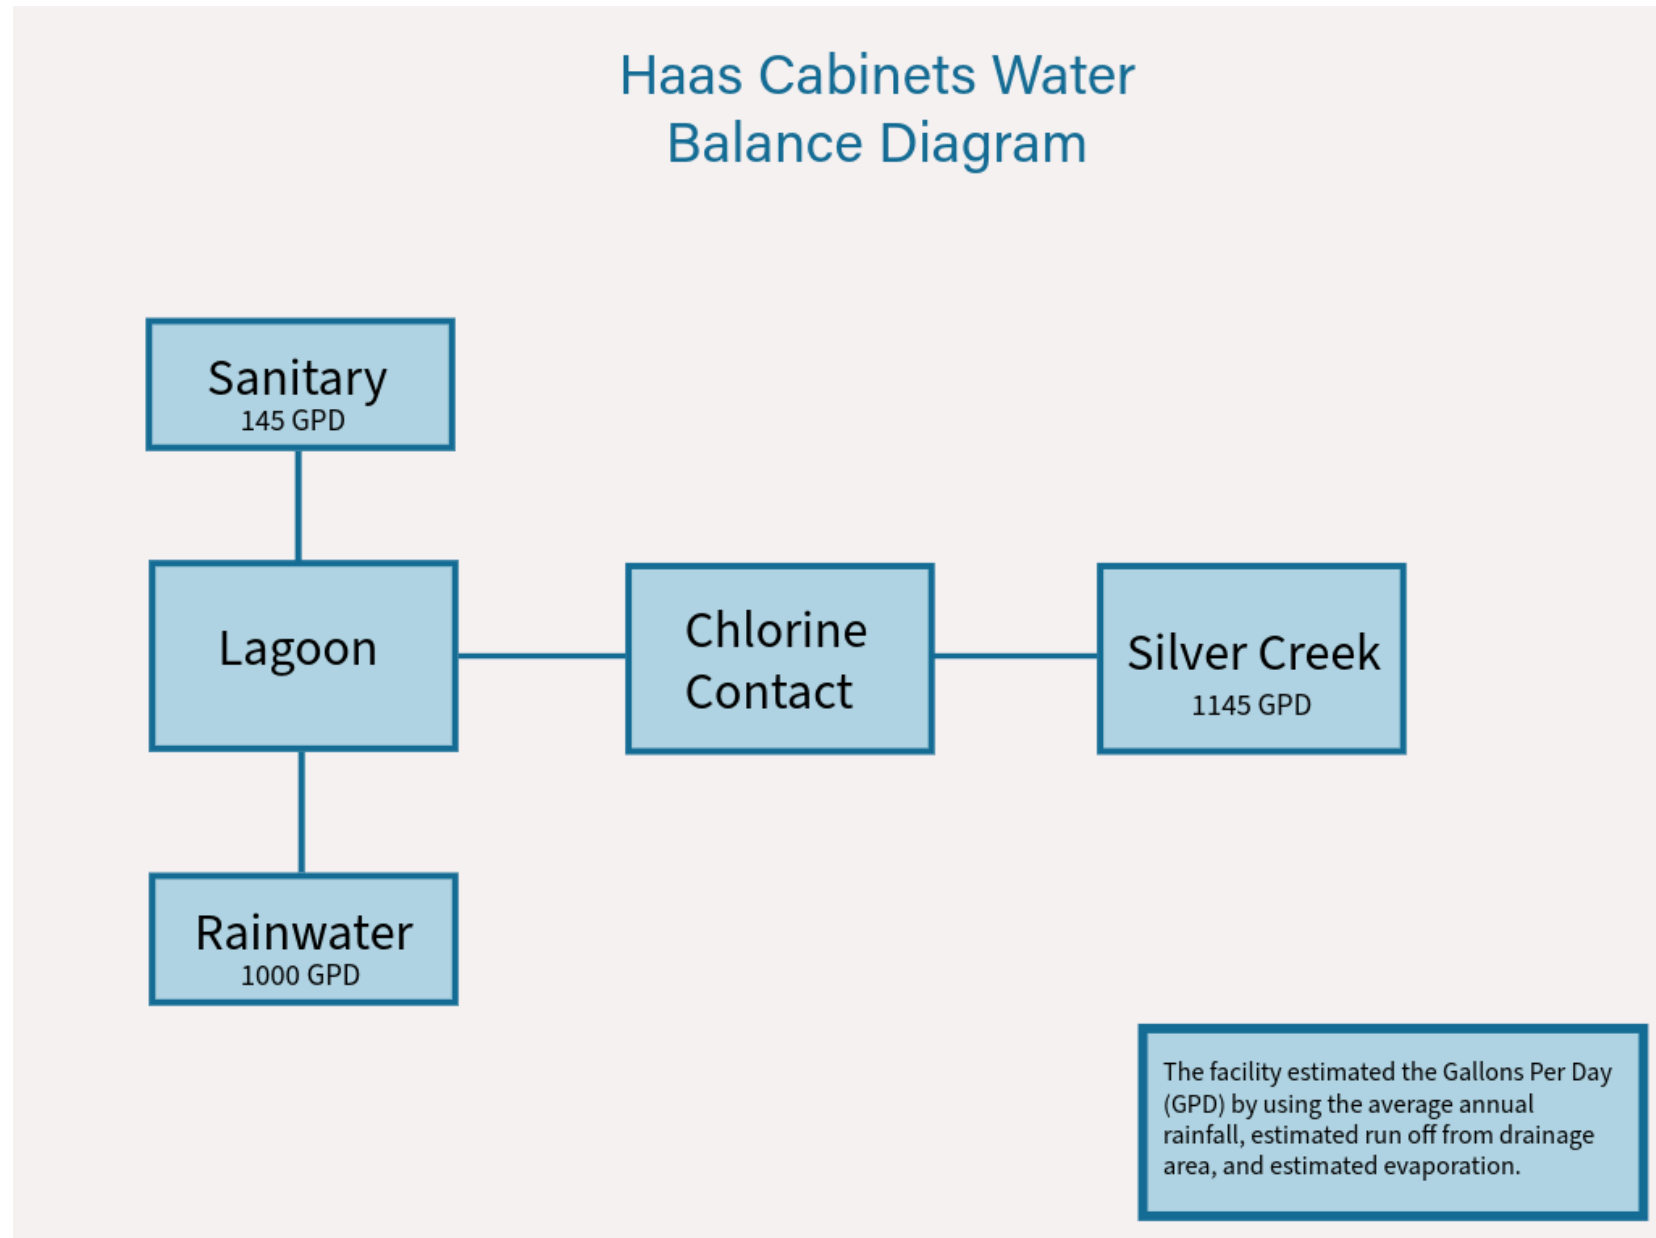 Haas Cabinets Water
Balance Diagram
Sanitary
145 GPD
Lagoon
Chlorine
Contact
Silver Creek
1145 GPD
Rainwater
1000 GPD
The facility estimated the Gallons Per Day
(GPD) by using the average annual
rainfall, estimated run off from drainage
area, and estimated evaporation.